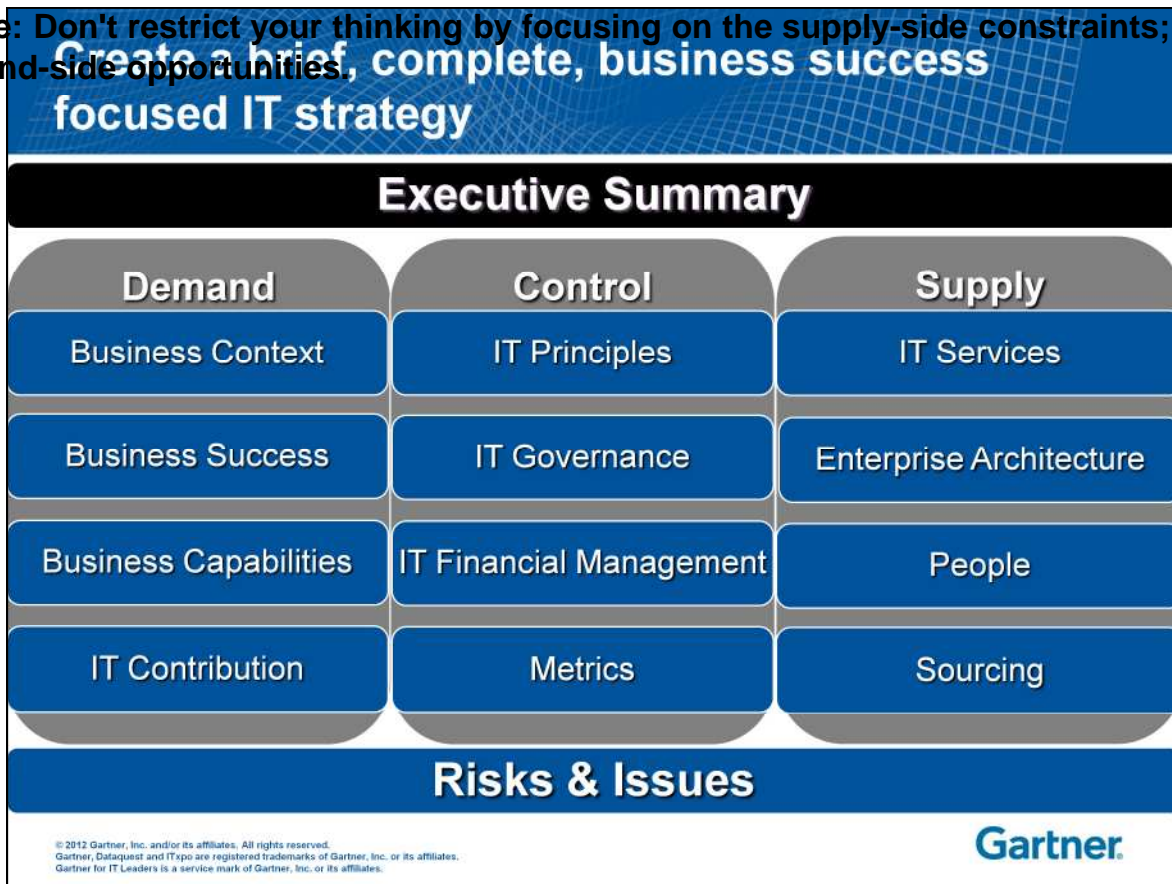 e: Don't restrict your thinking by focusing on the supply-side constraints;
nd-side opportunities.
Create a brief, complete, business success
focused IT strategy
Executive Summary
Demand
Control
Supply
Business Context
IT Principles
IT Services
Business Success
IT Governance
Enterprise Architecture
Business Capabilities
IT Financial Management
People
IT Contribution
Metrics
Sourcing
Risks & Issues
© 2012 Gartner, Inc. and/or its affiliates. All rights reserved.
Gartner, Dataquest and ITxpo are registered trademarks of Gartner, Inc. or its affiliates.
Gartner for IT Leaders is a service mark of Gartner, Inc. or its affiliates.
Gartner.